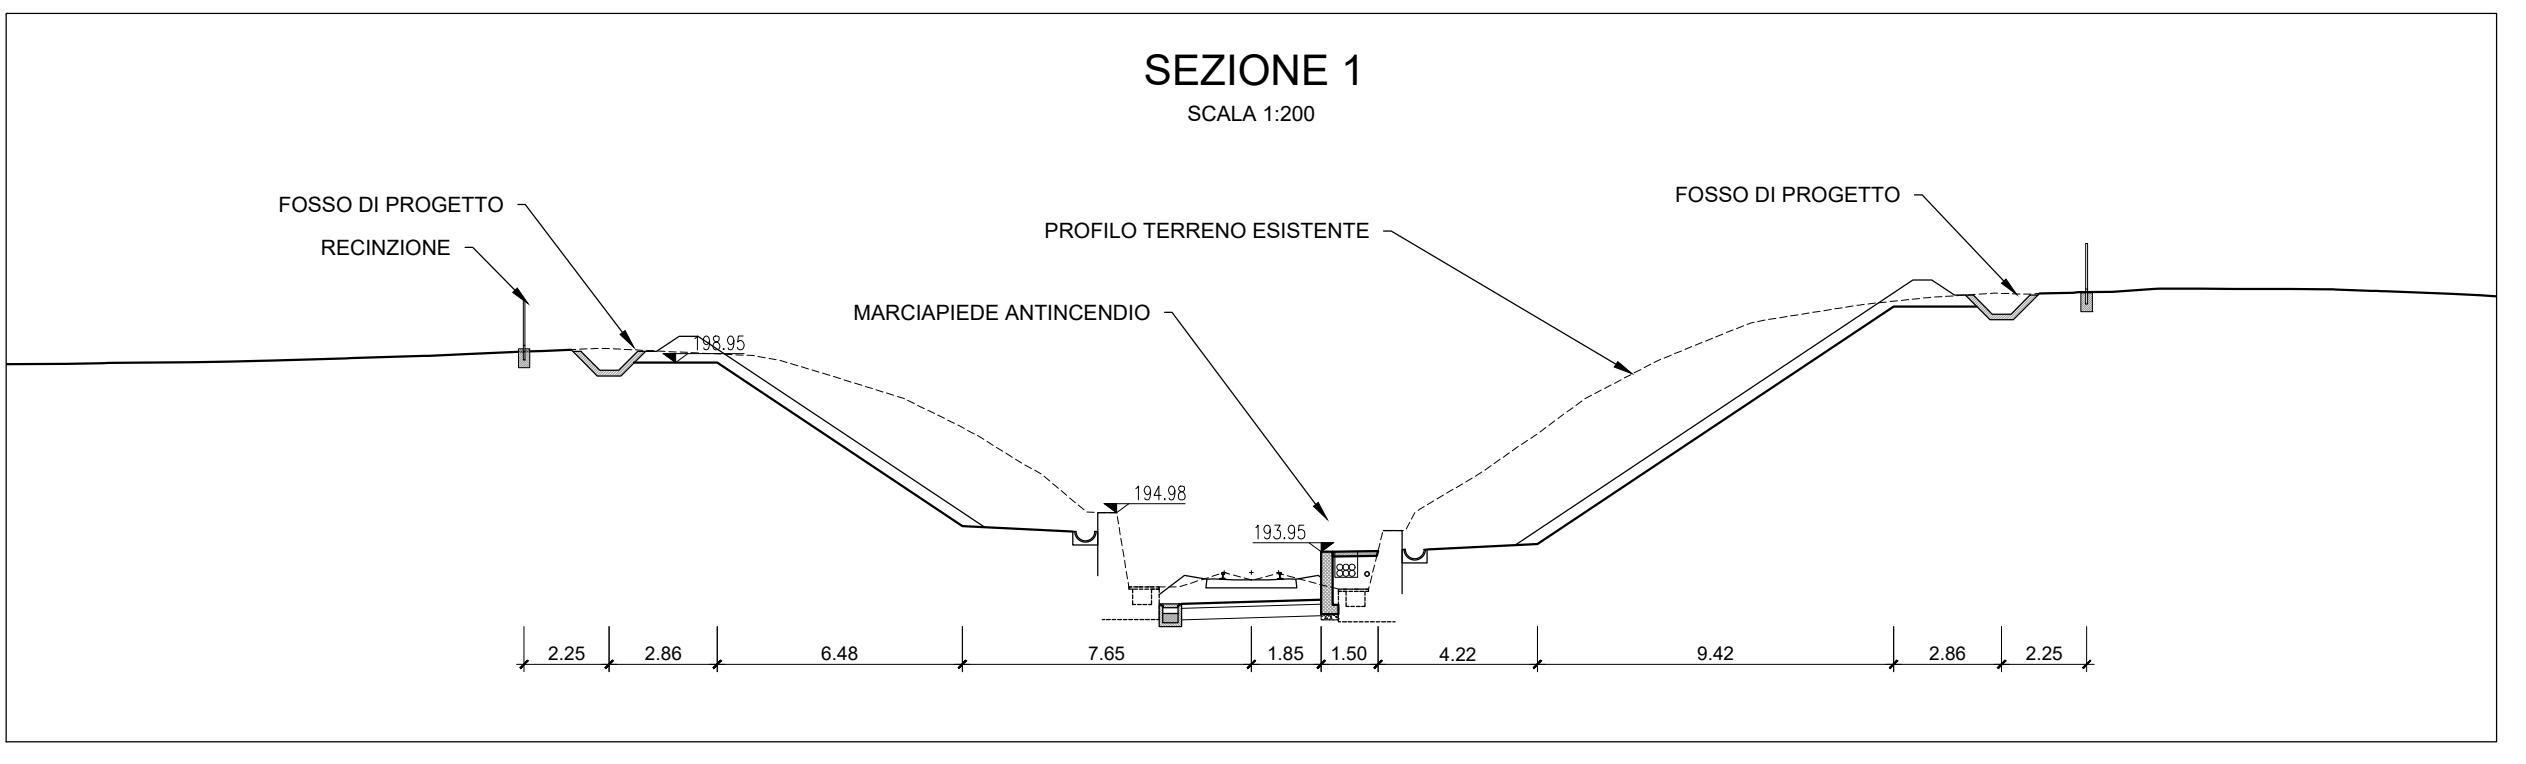 SEZIONE 1
SCALA 1:200
FOSSO DI PROGETTO
FOSSO DI PROGETTO
PROFILO TERRENO ESISTENTE
RECINZIONE
MARCIAPIEDE ANTINCENDIO
198.95
194.98
193.95
2.25 2.86 6.48 7.65 1.85 1.50 4.22 9.42 2.86 2.25